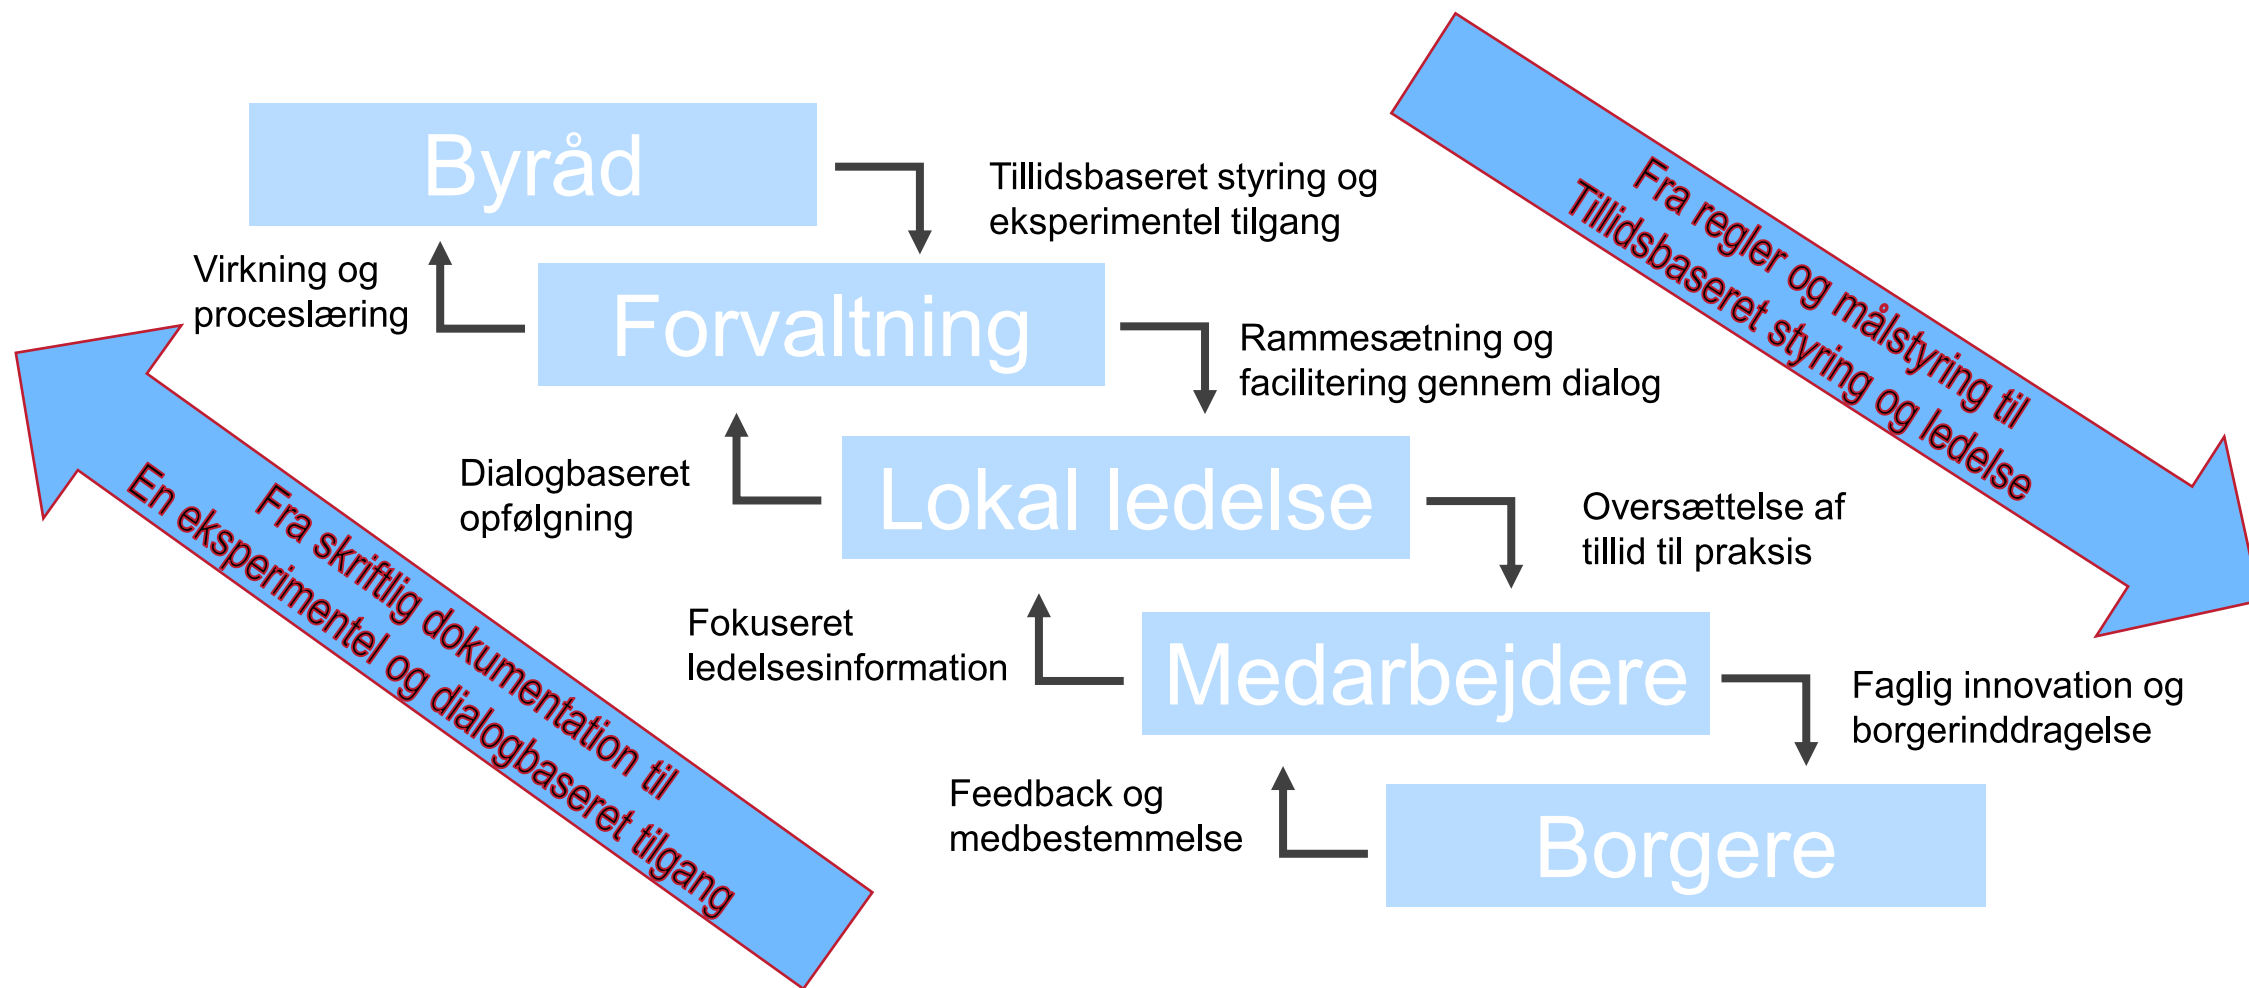 Byråd
Tillidsbaseret styring og
eksperimentel tilgang
Fra regler og målstyring til
Tillidsbaseret styring og ledelse
Virkning og
proceslæring
Forvaltning
Rammesætning og
facilitering gennem dialog
Dialogbaseret
opfølgning
Lokal ledelse
Oversættelse af
tillid til praksis
Fra skriftlig dokumentation til
En eksperimentel og dialogbaseret tilgang
Fokuseret
ledelsesinformation
Medarbejdere
Faglig innovation og
borgerinddragelse
Feedback og
medbestemmelse
Borgere